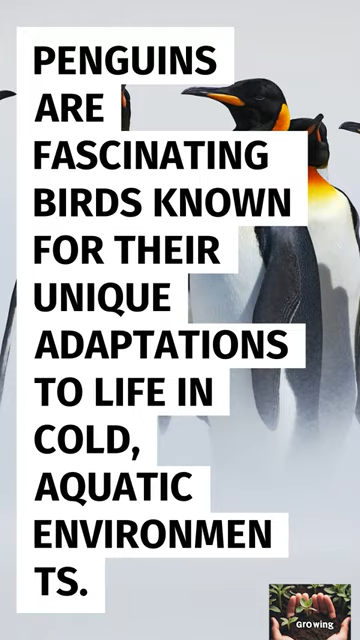 PENGUINS
ARE
FASCINATING
BIRDS KNOWN
FOR THEIR
UNIQUE
ADAPTATIONS
TO LIFE IN
COLD,
AQUATIC
ENVIRONMEN
TS.
Growing